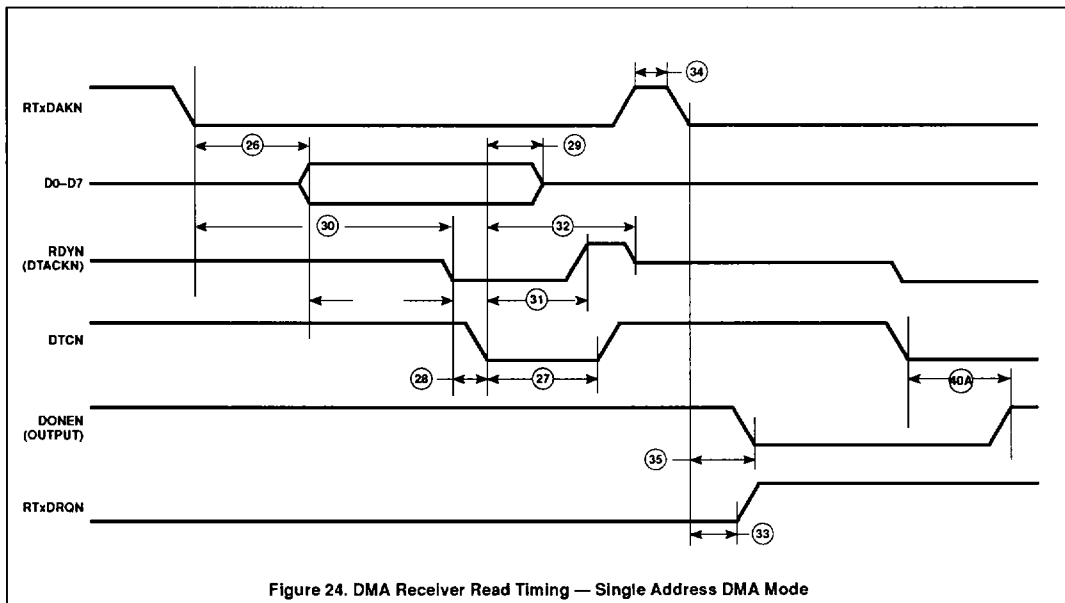 RTxDAKN
34
26
29
D0–D7
30
32
RDYN
(DTACKN)
31
DTCN
28
27
40A
DONEN
(OUTPUT)
35
RTxDRQN
33
Figure 24. DMA Receiver Read Timing — Single Address DMA Mode